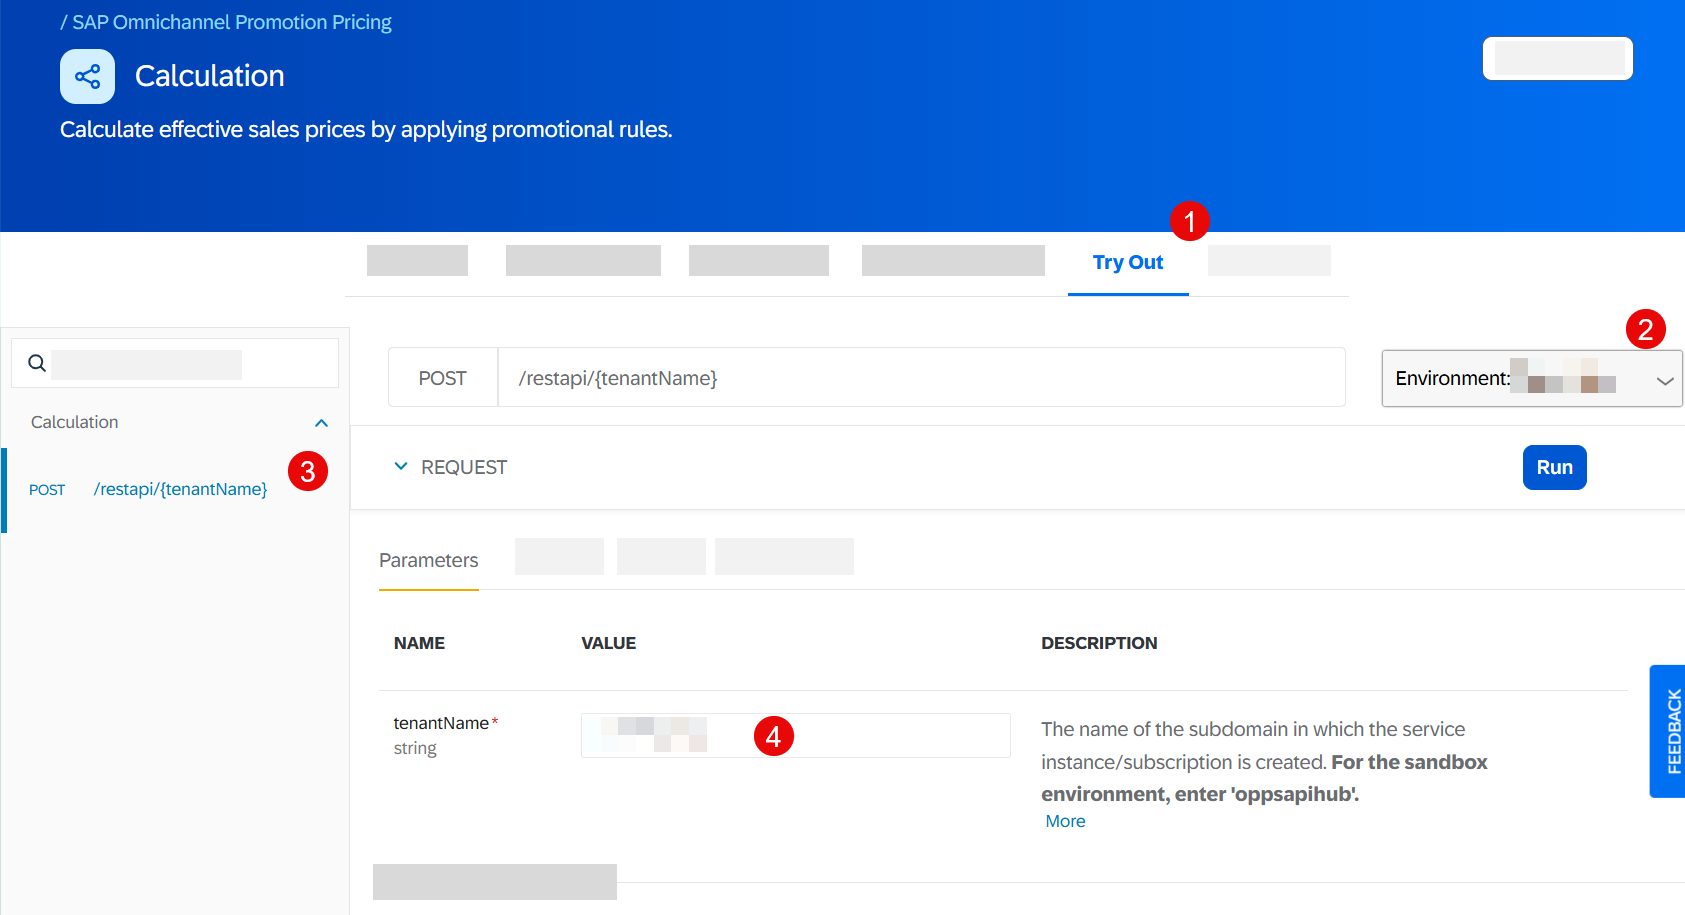 / SAP Omnichannel Promotion Pricing
Calculation
Calculate effective sales prices by applying promotional rules.
1
Try Out
2
POST /restapi/{tenantName}
Environment:
Calculation
3
POST /restapi/{tenantName}
REQUEST
Run
Parameters
NAME VALUE DESCRIPTION
tenantName*
string
4
The name of the subdomain in which the service
instance/subscription is created. For the sandbox
environment, enter 'oppsapihub'.
More
FEEDBACK